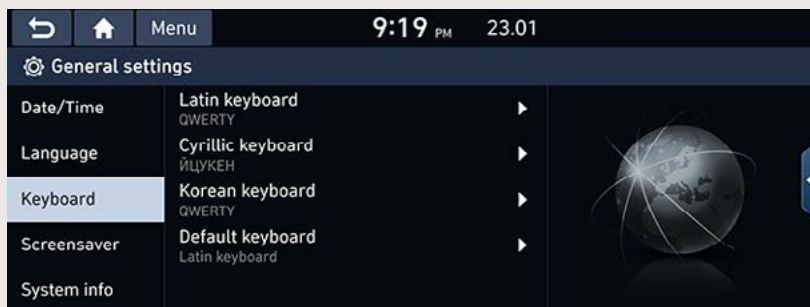 Menu
9:19 PM 23.01
General settings
Date/Time
Language
Keyboard
Screensaver
System info
Latin keyboard
QWERTY
Cyrillic keyboard
ЙЦУКЕН
Korean keyboard
QWERTY
Default keyboard
Latin keyboard